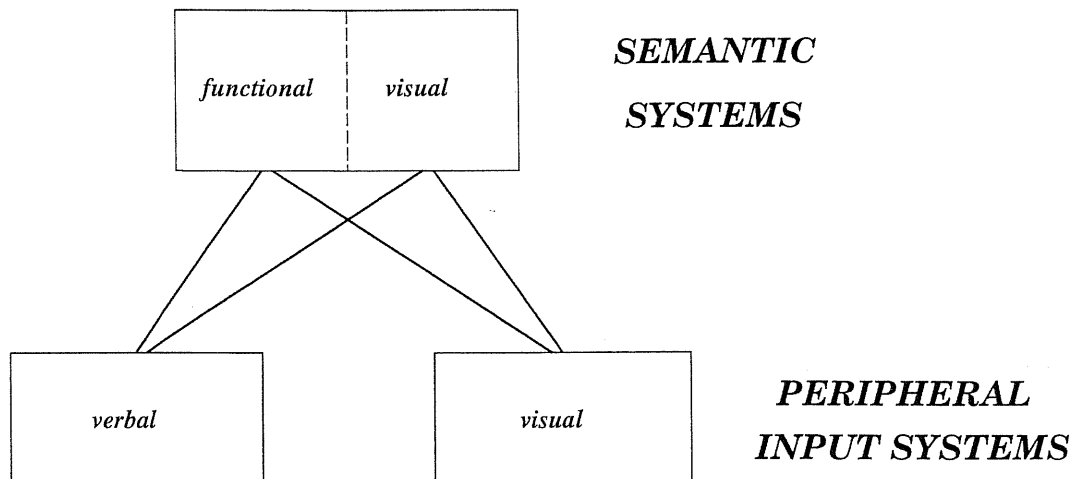 SEMANTIC
SYSTEMS
functional
visual
verbal
visual
PERIPHERAL
INPUT SYSTEMS